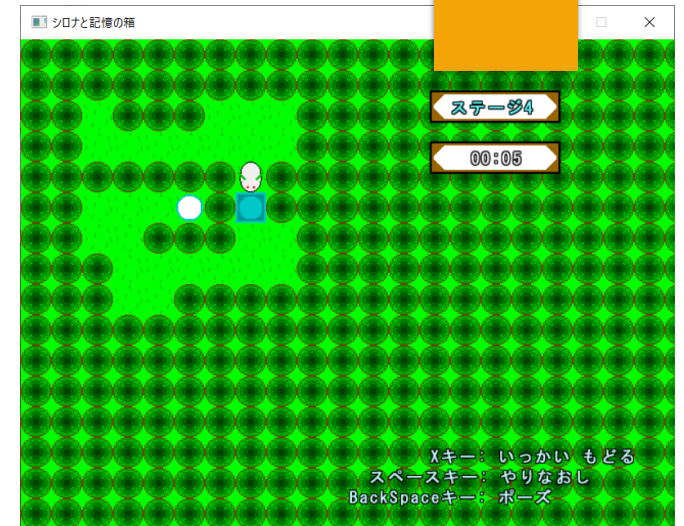 シロナと記憶の箱
ステージ4
00:05
Xキー: いっかい もどる
スペースキー: やりなおし
BackSpaceキー: ポーズ